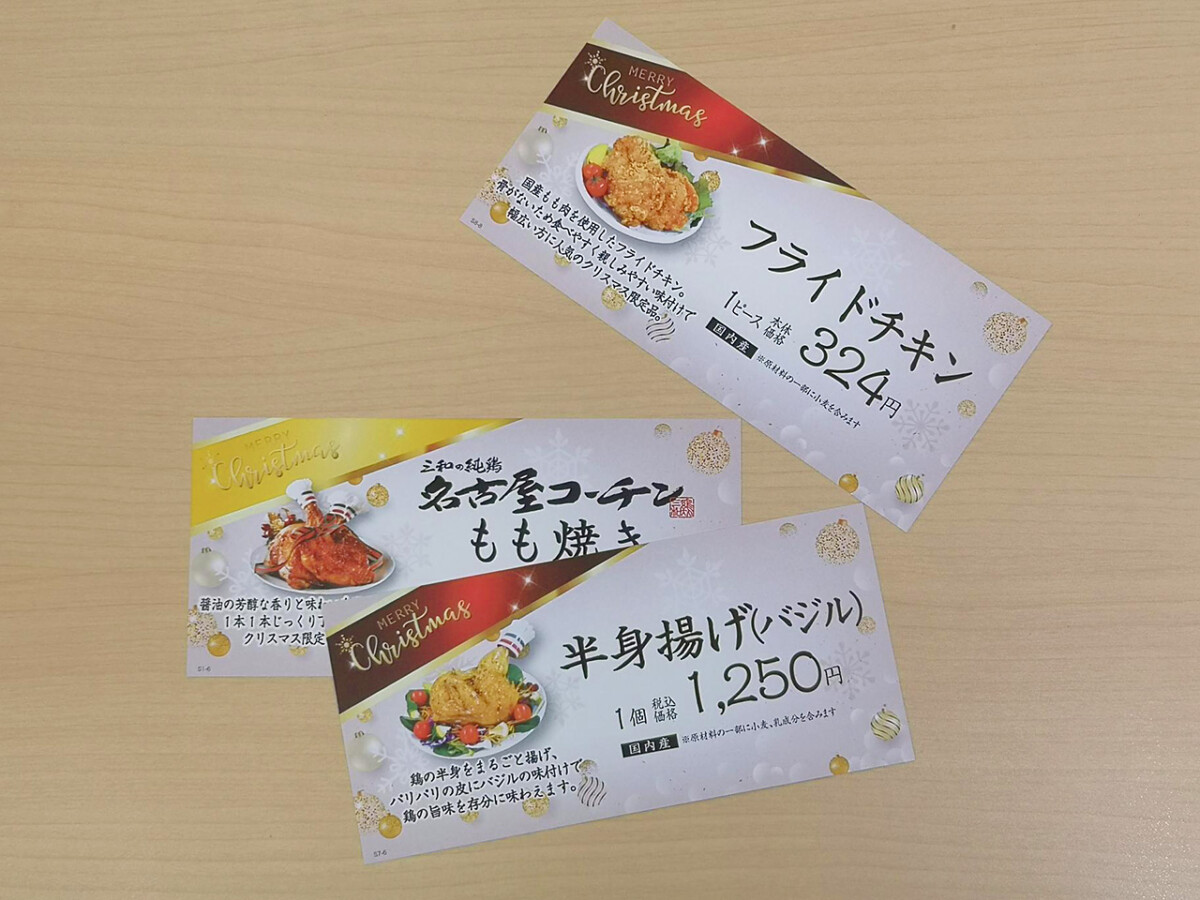 MERRY
Christmas
国産もも肉を使用したフライドチキン。
骨がないため食べやすく親しみやすい味付けで
幅広い方に人気のクリスマス限定品。
S8-6
フライドチキン
1ピース 本体価格 324円
国内産 ※原材料の一部に小麦を含みます
MERRY
Christmas
三和の純鶏
名古屋コーチン
もも焼き
醤油の芳醇な香りと味わ
1本1本じっくり
クリスマス限定
S1-6
MERRY
Christmas
半身揚げ(バジル)
1個 税込価格 1,250円
国内産 ※原材料の一部に小麦、乳成分を含みます
鶏の半身をまるごと揚げ、
パリパリの皮にバジルの味付けで
鶏の旨味を存分に味わえます。
S7-6